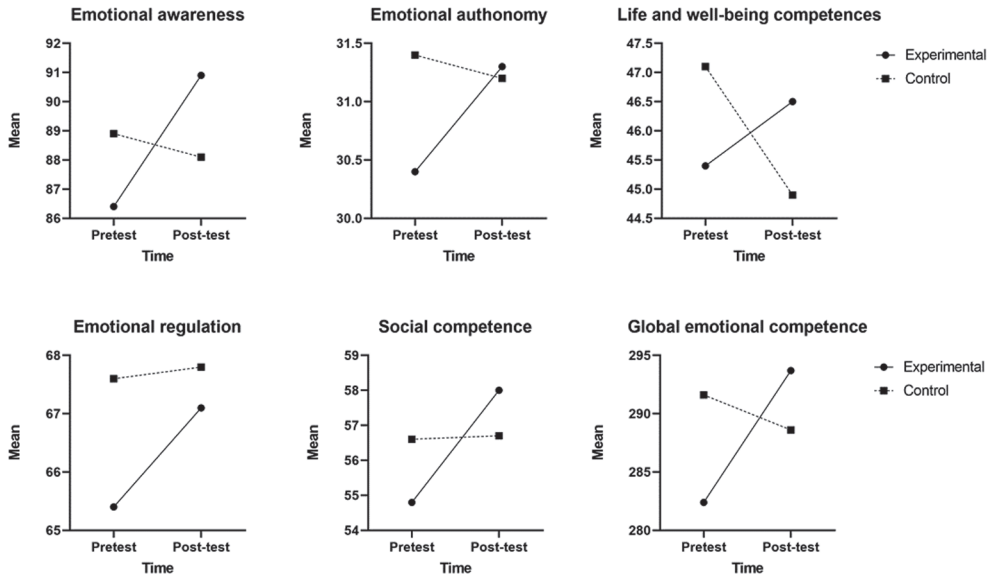 Emotional awareness
92
91
90
89
88
87
86
Mean
Pretest
Post-test
Time
Emotional authonomy
31.5
31.0
30.5
30.0
Mean
Pretest
Post-test
Time
Life and well-being competences
47.5
47.0
46.5
46.0
45.5
45.0
44.5
Mean
Pretest
Post-test
Time
Experimental
Control
Emotional regulation
68
67
66
65
Mean
Pretest
Post-test
Time
Social competence
59
58
57
56
55
54
Mean
Pretest
Post-test
Time
Global emotional competence
295
290
285
280
Mean
Pretest
Post-test
Time
Experimental
Control